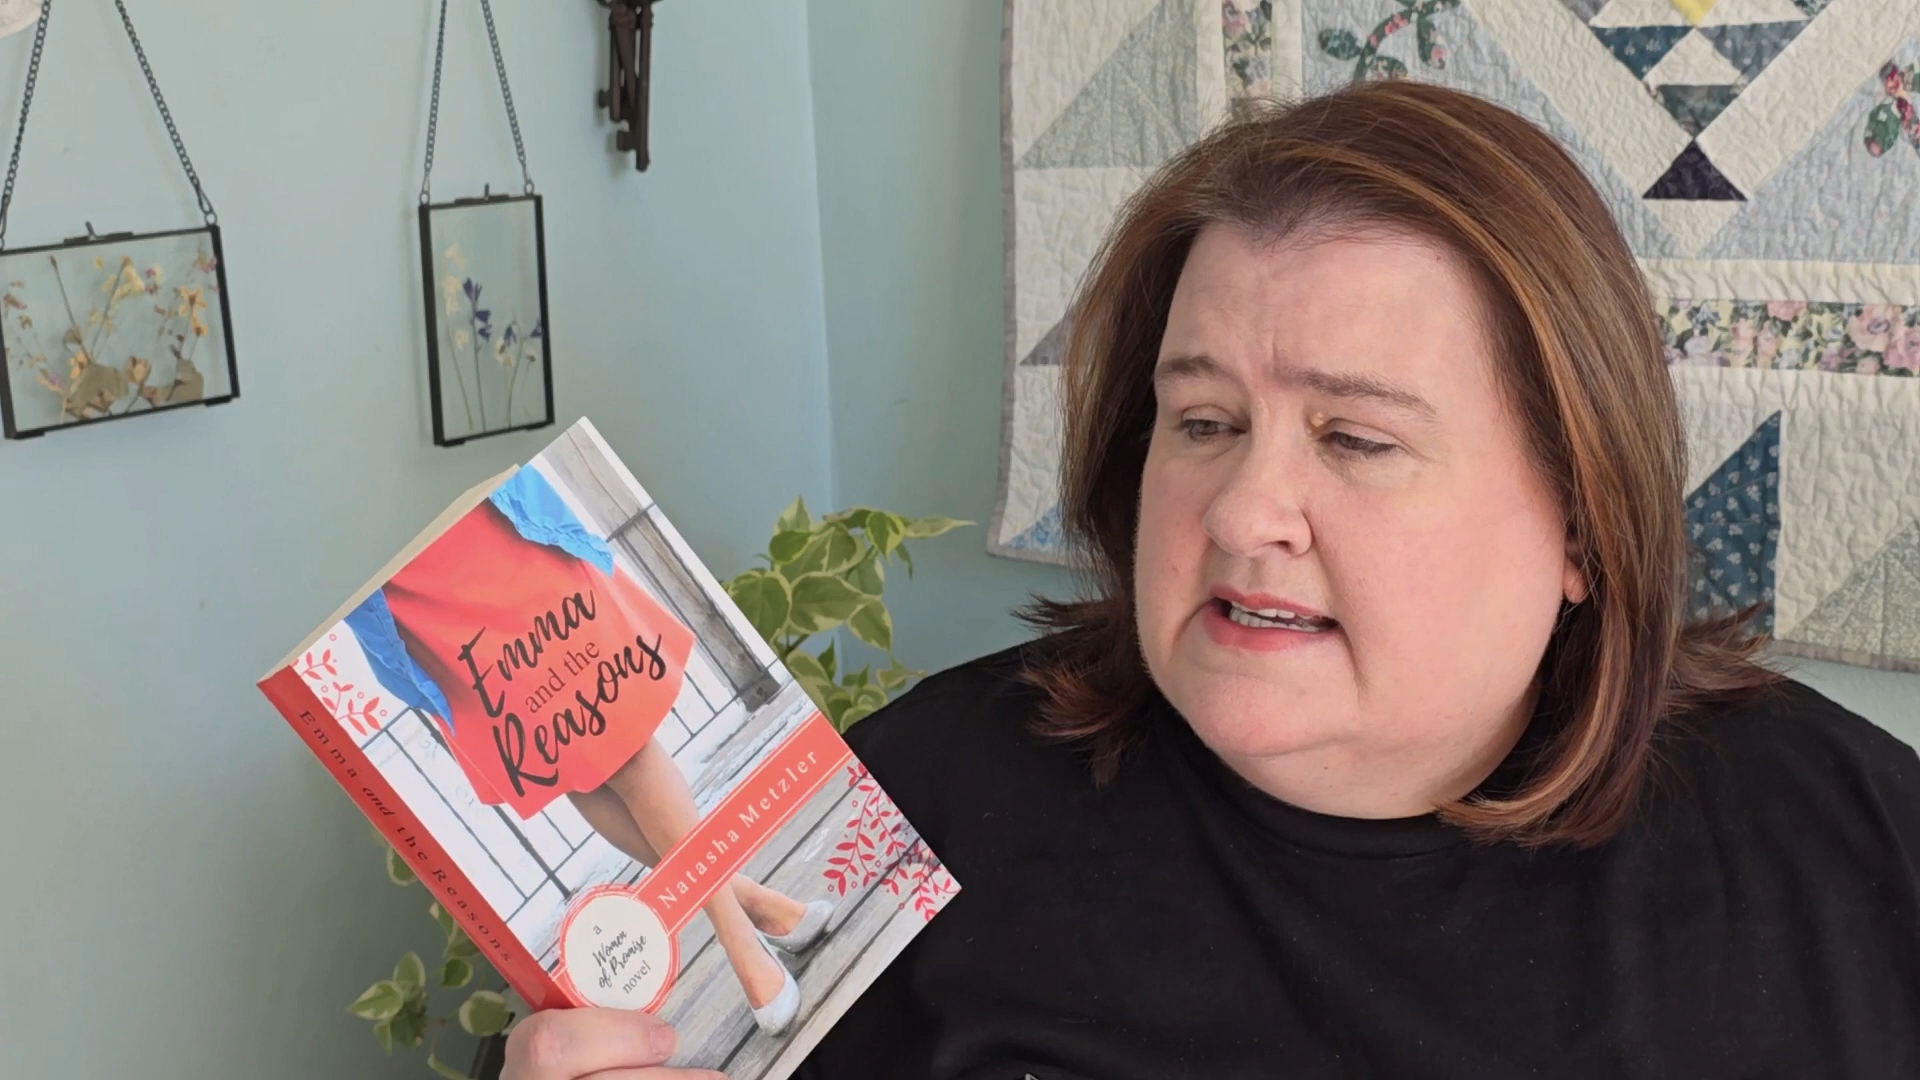 Emma
and the
Reasons
Natasha Metzler
a
Women
of Promise
novel
Emma and the Reasons